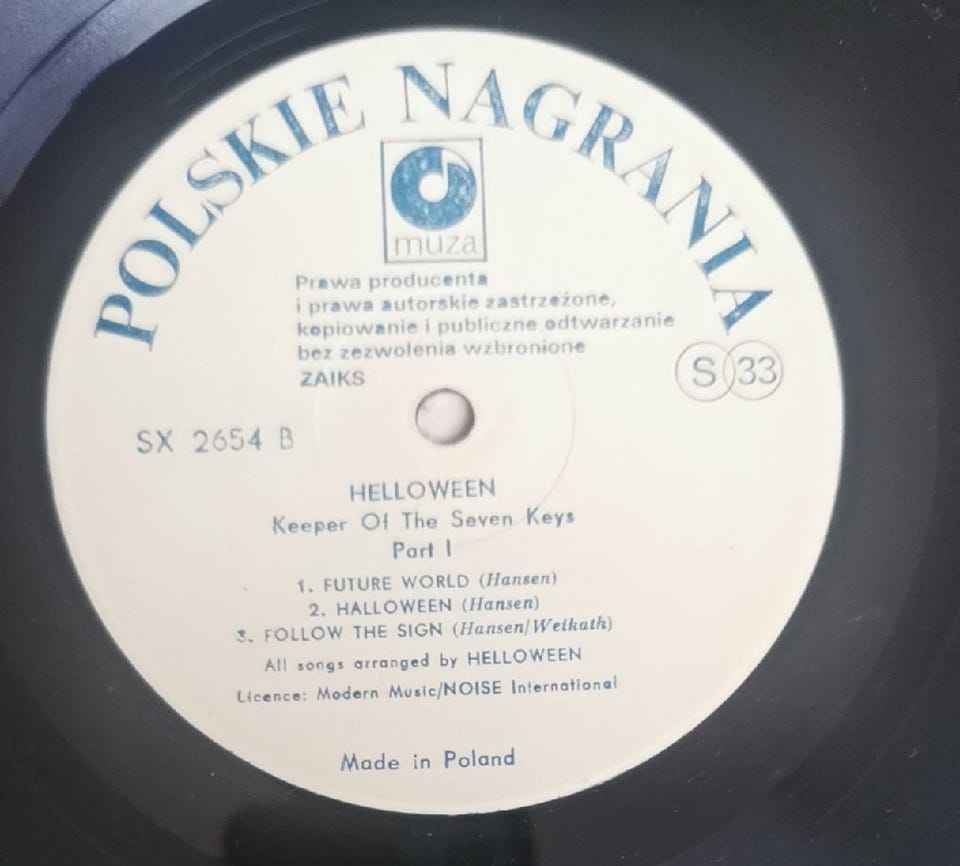 POLSKIE NAGRANIA
muza
Prawa producenta
i prawa autorskie zastrzeżone,
kopiowanie i publiczne odtwarzanie
bez zezwolenia wzbronione
ZAIKS
S 33
SX 2654 B
HELLOWEEN
Keeper Of The Seven Keys
Part I
1. FUTURE WORLD (Hansen)
2. HALLOWEEN (Hansen)
3. FOLLOW THE SIGN (Hansen/Weikath)
All songs arranged by HELLOWEEN
Licence: Modern Music/NOISE International
Made in Poland